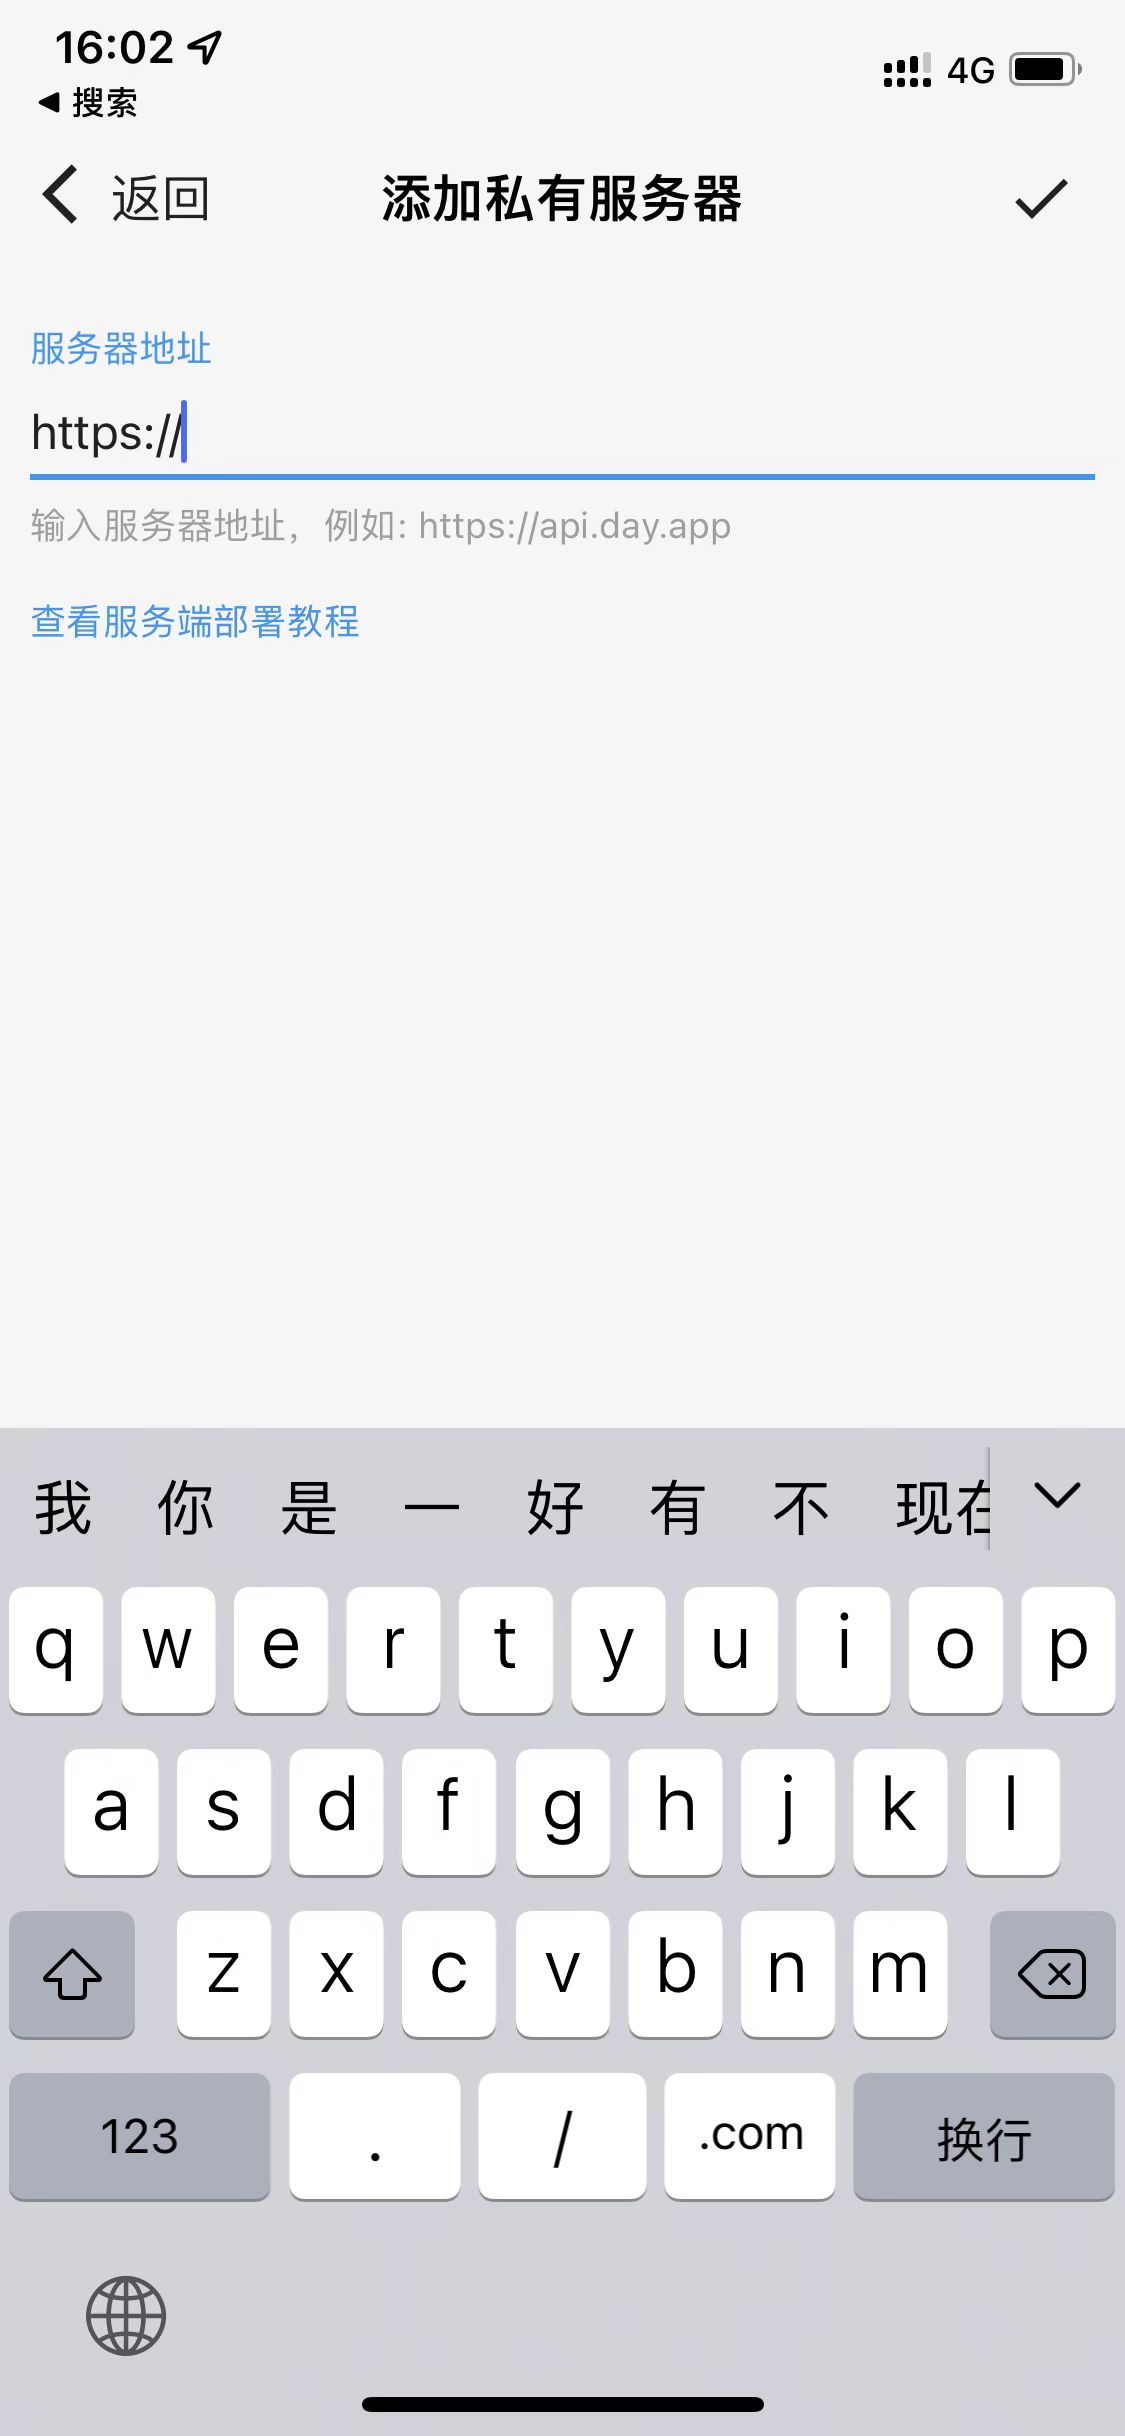 16:02
4G
搜索
返回
添加私有服务器
服务器地址
https://
输入服务器地址，例如: https://api.day.app
查看服务端部署教程
我 你 是 一 好 有 不 现在
q w e r t y u i o p
a s d f g h j k l
z x c v b n m
123 . / .com 换行